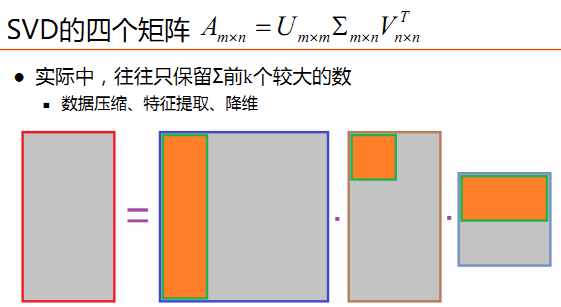 SVD的四个矩阵 A_{m×n} = U_{m×m}Σ_{m×n}V^T_{n×n}
● 实际中，往往只保留Σ前k个较大的数
▪ 数据压缩、特征提取、降维
= · ·